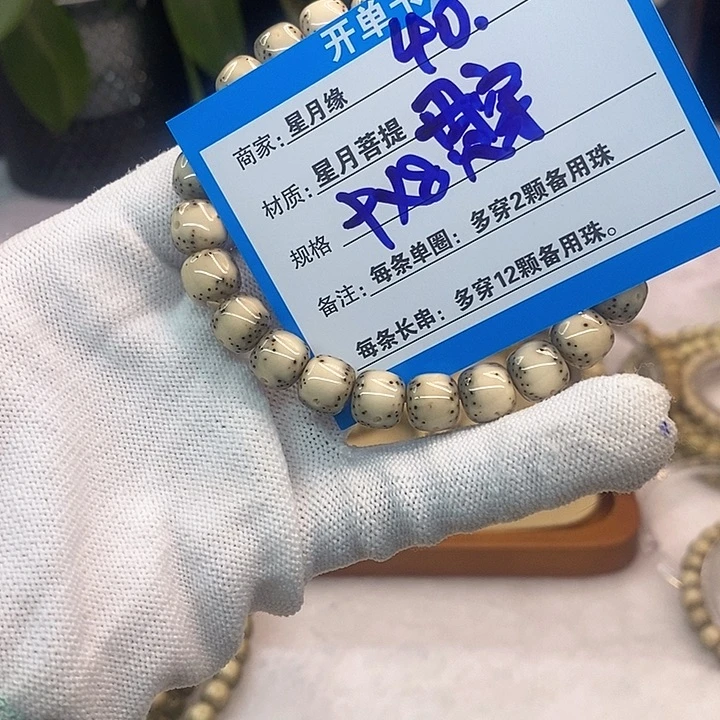 开单
40.
商家：星月缘
材质：星月菩提
规格 7X8
备注：每条单圈：多穿2颗备用珠
每条长串：多穿12颗备用珠。